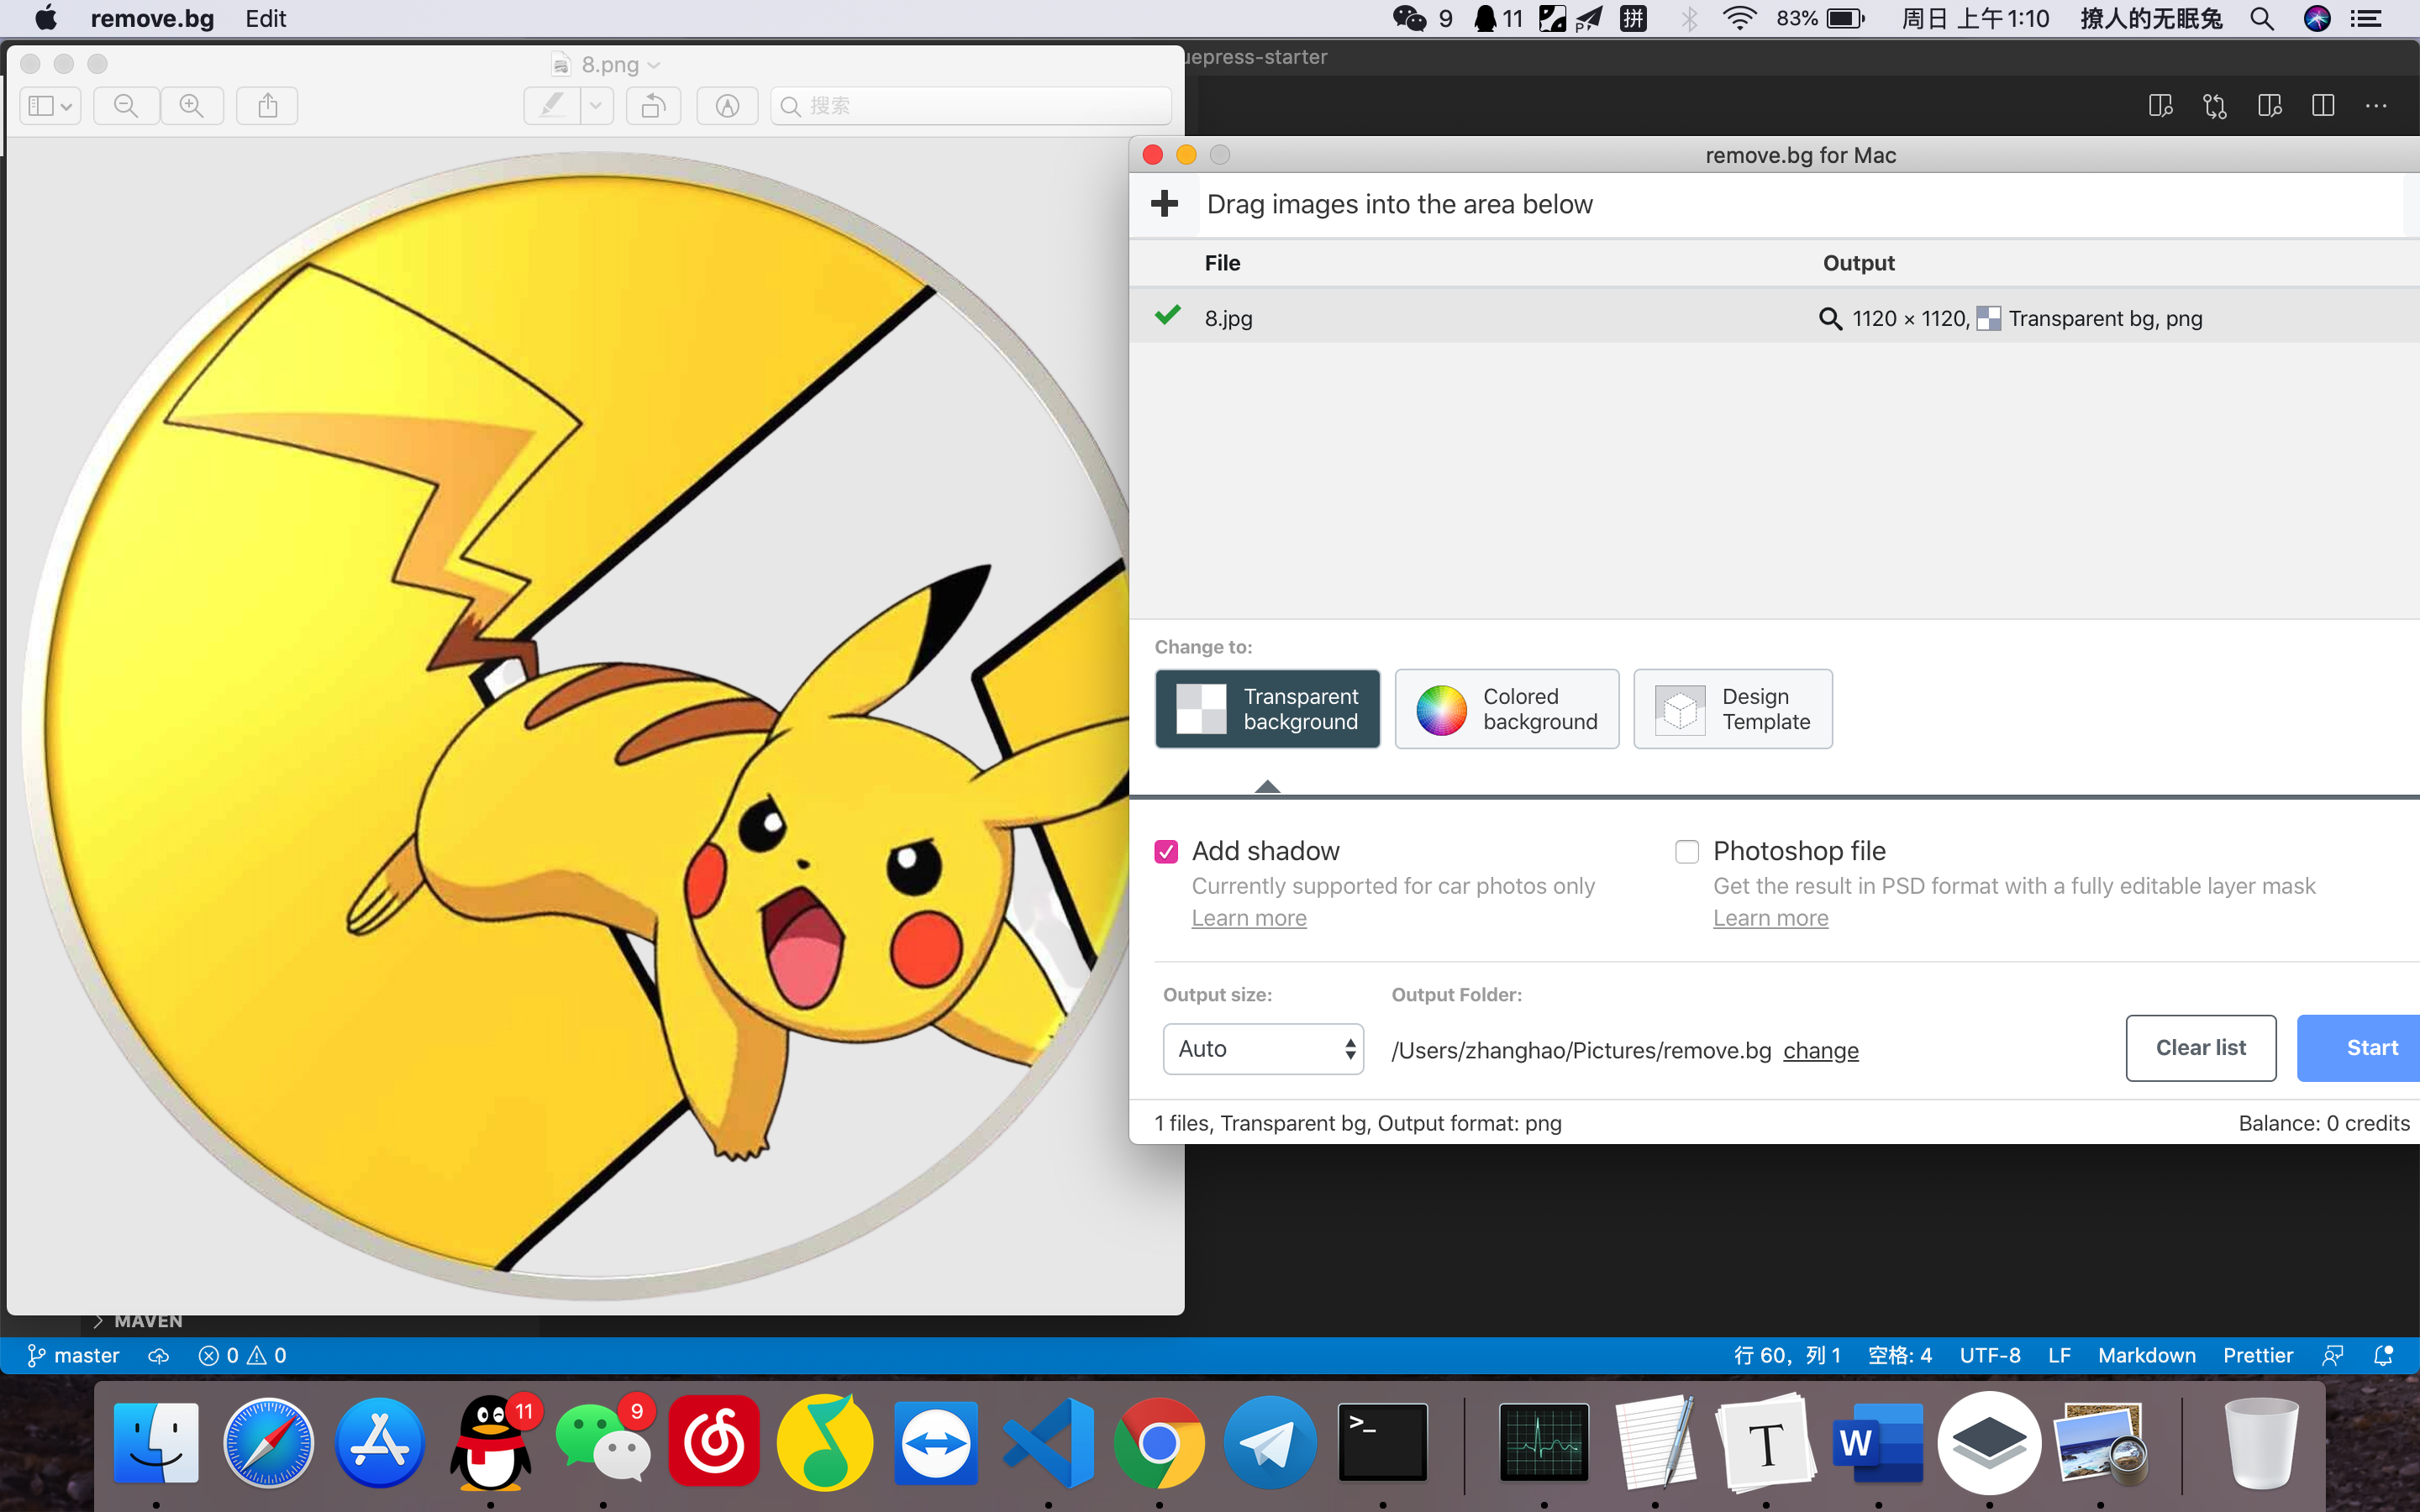 remove.bg Edit 9 11 拼 83% 周日 上午1:10 撩人的无眠兔
8.png
搜索
uepress-starter
remove.bg for Mac
Drag images into the area below
File Output
8.jpg 1120 × 1120, Transparent bg, png
Change to:
Transparent background
Colored background
Design Template
Add shadow
Currently supported for car photos only
Learn more
Photoshop file
Get the result in PSD format with a fully editable layer mask
Learn more
Output size:
Auto
Output Folder:
/Users/zhanghao/Pictures/remove.bg change
Clear list
Start
1 files, Transparent bg, Output format: png
Balance: 0 credits
MAVEN
master 0 0 行 60，列 1 空格: 4 UTF-8 LF Markdown Prettier
11 9 >_ T W